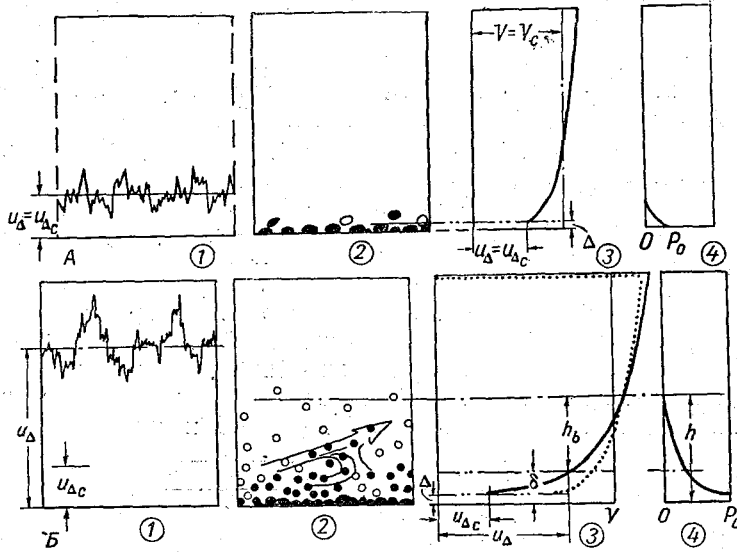 V = V_c
u_Δ = u_Δc
А
①
②
Δ
u_Δ = u_Δc
③
0 P_0
④
u_Δ
u_Δc
Б
①
②
h_b
δ
Δ
u_Δc
u_Δ
③
V
h
0 P_0
④